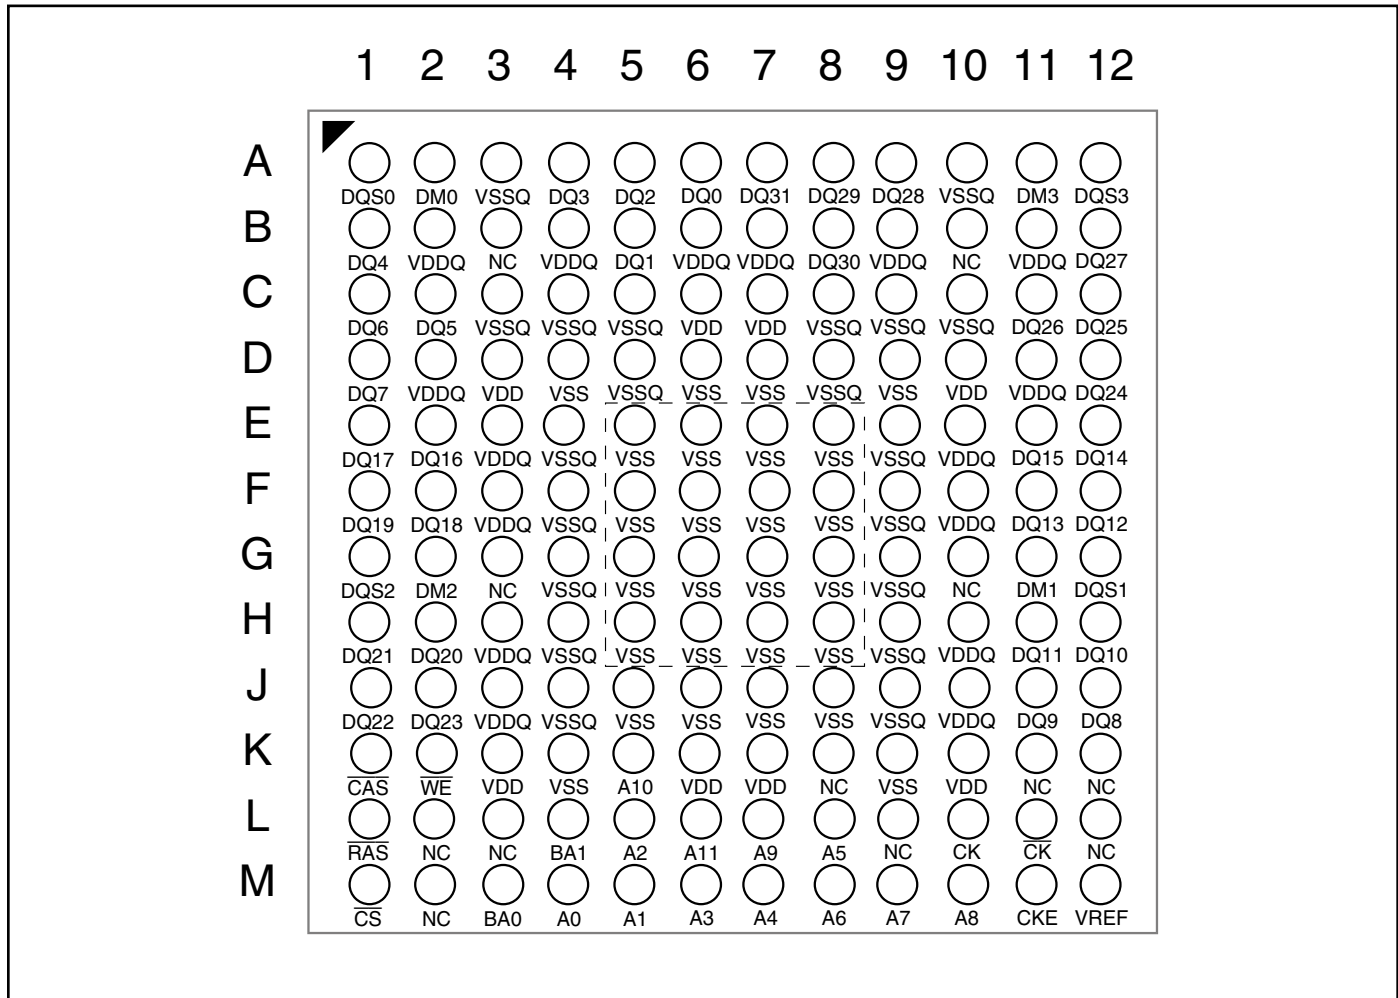 1 2 3 4 5 6 7 8 9 10 11 12
A
DQS0 DM0 VSSQ DQ3 DQ2 DQ0 DQ31 DQ29 DQ28 VSSQ DM3 DQS3
B
DQ4 VDDQ NC VDDQ DQ1 VDDQ VDDQ DQ30 VDDQ NC VDDQ DQ27
C
DQ6 DQ5 VSSQ VSSQ VSSQ VDD VDD VSSQ VSSQ VSSQ DQ26 DQ25
D
DQ7 VDDQ VDD VSS VSSQ VSS VSS VSSQ VSS VDD VDDQ DQ24
E
DQ17 DQ16 VDDQ VSSQ VSS VSS VSS VSS VSSQ VDDQ DQ15 DQ14
F
DQ19 DQ18 VDDQ VSSQ VSS VSS VSS VSS VSSQ VDDQ DQ13 DQ12
G
DQS2 DM2 NC VSSQ VSS VSS VSS VSS VSSQ NC DM1 DQS1
H
DQ21 DQ20 VDDQ VSSQ VSS VSS VSS VSS VSSQ VDDQ DQ11 DQ10
J
DQ22 DQ23 VDDQ VSSQ VSS VSS VSS VSS VSSQ VDDQ DQ9 DQ8
K
C̅A̅S̅ W̅E̅ VDD VSS A10 VDD VDD NC VSS VDD NC NC
L
R̅A̅S̅ NC NC BA1 A2 A11 A9 A5 NC CK C̅K̅ NC
M
C̅S̅ NC BA0 A0 A1 A3 A4 A6 A7 A8 CKE VREF